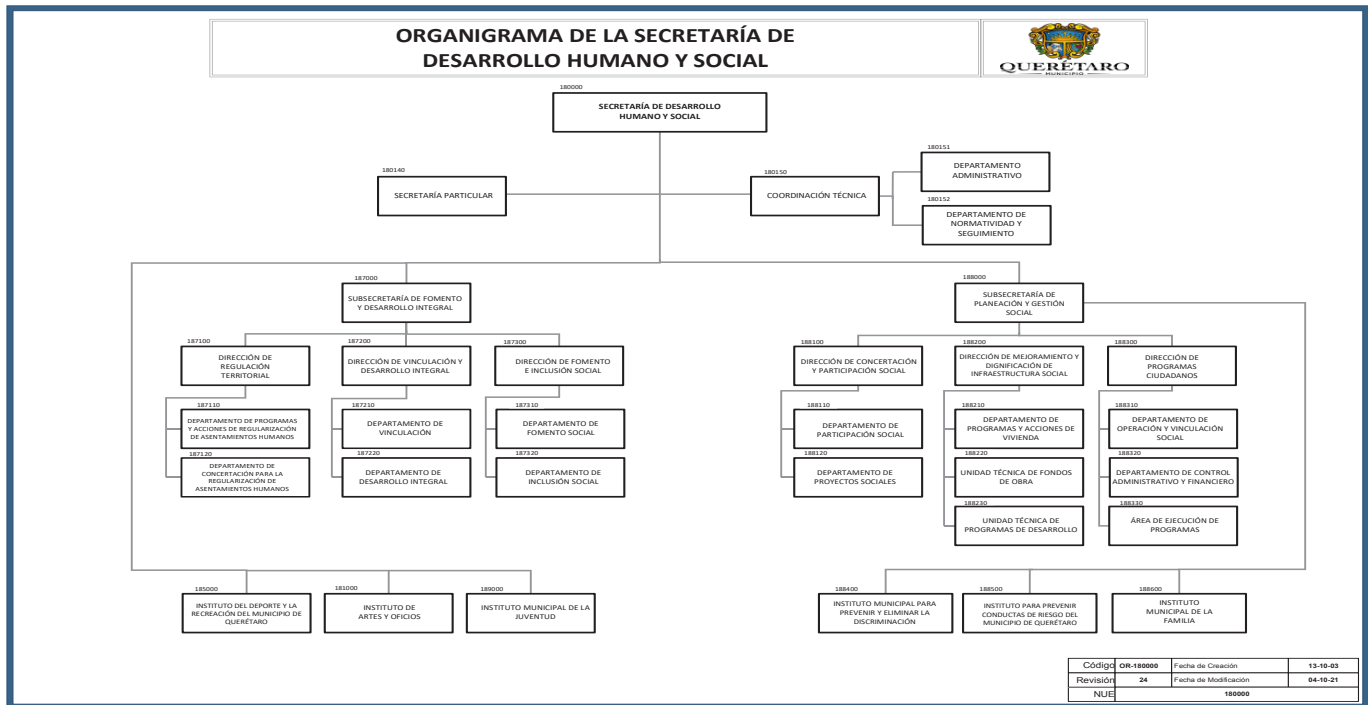 ORGANIGRAMA DE LA SECRETARÍA DE
DESARROLLO HUMANO Y SOCIAL
QUERÉTARO
MUNICIPIO
180000
SECRETARÍA DE DESARROLLO
HUMANO Y SOCIAL
180140
SECRETARÍA PARTICULAR
180150
COORDINACIÓN TÉCNICA
180151
DEPARTAMENTO
ADMINISTRATIVO
180152
DEPARTAMENTO DE
NORMATIVIDAD Y
SEGUIMIENTO
187000
SUBSECRETARÍA DE FOMENTO
Y DESARROLLO INTEGRAL
188000
SUBSECRETARÍA DE
PLANEACIÓN Y GESTIÓN
SOCIAL
187100
DIRECCIÓN DE
REGULACIÓN
TERRITORIAL
187200
DIRECCIÓN DE VINCULACIÓN Y
DESARROLLO INTEGRAL
187300
DIRECCIÓN DE FOMENTO
E INCLUSIÓN SOCIAL
188100
DIRECCIÓN DE CONCERTACIÓN
Y PARTICIPACIÓN SOCIAL
188200
DIRECCIÓN DE MEJORAMIENTO Y
DIGNIFICACIÓN DE
INFRAESTRUCTURA SOCIAL
188300
DIRECCIÓN DE
PROGRAMAS
CIUDADANOS
187110
DEPARTAMENTO DE PROGRAMAS
Y ACCIONES DE REGULARIZACIÓN
DE ASENTAMIENTOS HUMANOS
187210
DEPARTAMENTO DE
VINCULACIÓN
187310
DEPARTAMENTO DE
FOMENTO SOCIAL
188110
DEPARTAMENTO DE
PARTICIPACIÓN SOCIAL
188210
DEPARTAMENTO DE
PROGRAMAS Y ACCIONES DE
VIVIENDA
188310
DEPARTAMENTO DE
OPERACIÓN Y VINCULACIÓN
SOCIAL
187120
DEPARTAMENTO DE
CONCERTACIÓN PARA LA
REGULARIZACIÓN DE
ASENTAMIENTOS HUMANOS
187220
DEPARTAMENTO DE
DESARROLLO INTEGRAL
187320
DEPARTAMENTO DE
INCLUSIÓN SOCIAL
188120
DEPARTAMENTO DE
PROYECTOS SOCIALES
188220
UNIDAD TÉCNICA DE FONDOS
DE OBRA
188320
DEPARTAMENTO DE CONTROL
ADMINISTRATIVO Y FINANCIERO
188230
UNIDAD TÉCNICA DE
PROGRAMAS DE DESARROLLO
188330
ÁREA DE EJECUCIÓN DE
PROGRAMAS
185000
INSTITUTO DEL DEPORTE Y LA
RECREACIÓN DEL MUNICIPIO DE
QUERÉTARO
181000
INSTITUTO DE
ARTES Y OFICIOS
189000
INSTITUTO MUNICIPAL DE LA
JUVENTUD
188400
INSTITUTO MUNICIPAL PARA
PREVENIR Y ELIMINAR LA
DISCRIMINACIÓN
188500
INSTITUTO PARA PREVENIR
CONDUCTAS DE RIESGO DEL
MUNICIPIO DE QUERÉTARO
188600
INSTITUTO
MUNICIPAL DE LA
FAMILIA
Código OR-180000 Fecha de Creación 13-10-03
Revisión 24 Fecha de Modificación 04-10-21
NUE 180000